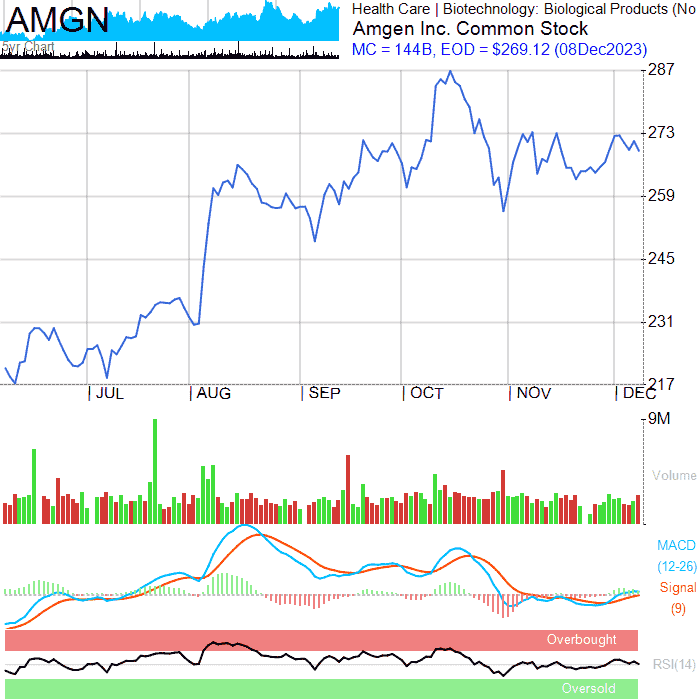 AMGN
5yr Chart
Health Care | Biotechnology: Biological Products (No
Amgen Inc. Common Stock
MC = 144B, EOD = $269.12 (08Dec2023)
287
273
259
245
231
217
JUL AUG SEP OCT NOV DEC
9M
Volume
MACD
(12-26)
Signal
(9)
Overbought
RSI(14)
Oversold